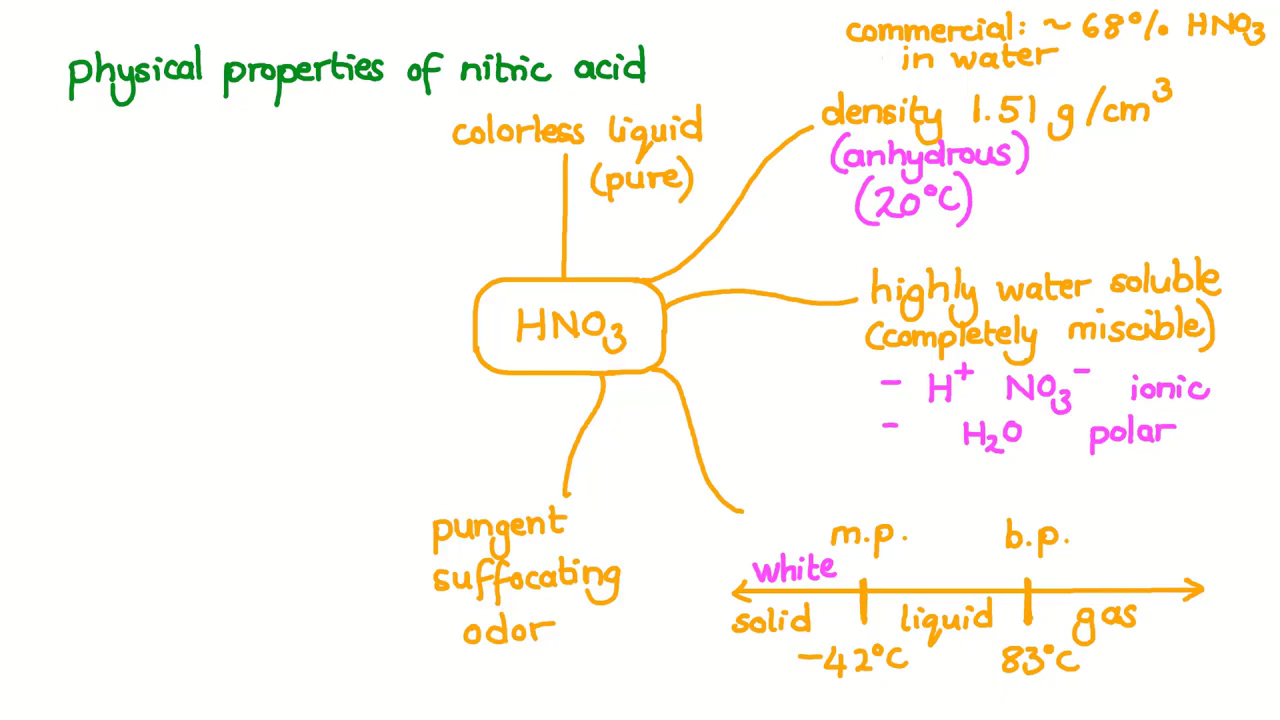 physical properties of nitric acid
commercial: ~ 68% HNO₃
in water
colorless liquid
(pure)
density 1.51 g/cm³
(anhydrous)
(20°C)
HNO₃
highly water soluble
(completely miscible)
- H⁺ NO₃⁻ ionic
- H₂O polar
pungent
suffocating
odor
m.p. b.p.
white
solid liquid gas
-42°C 83°C